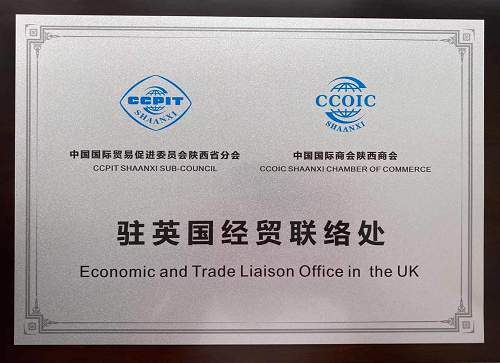 CCPIT
SHAANXI
CCOIC
SHAANXI
中国国际贸易促进委员会陕西省分会
CCPIT SHAANXI SUB-COUNCIL
中国国际商会陕西商会
CCOIC SHAANXI CHAMBER OF COMMERCE
驻英国经贸联络处
Economic and Trade Liaison Office in the UK